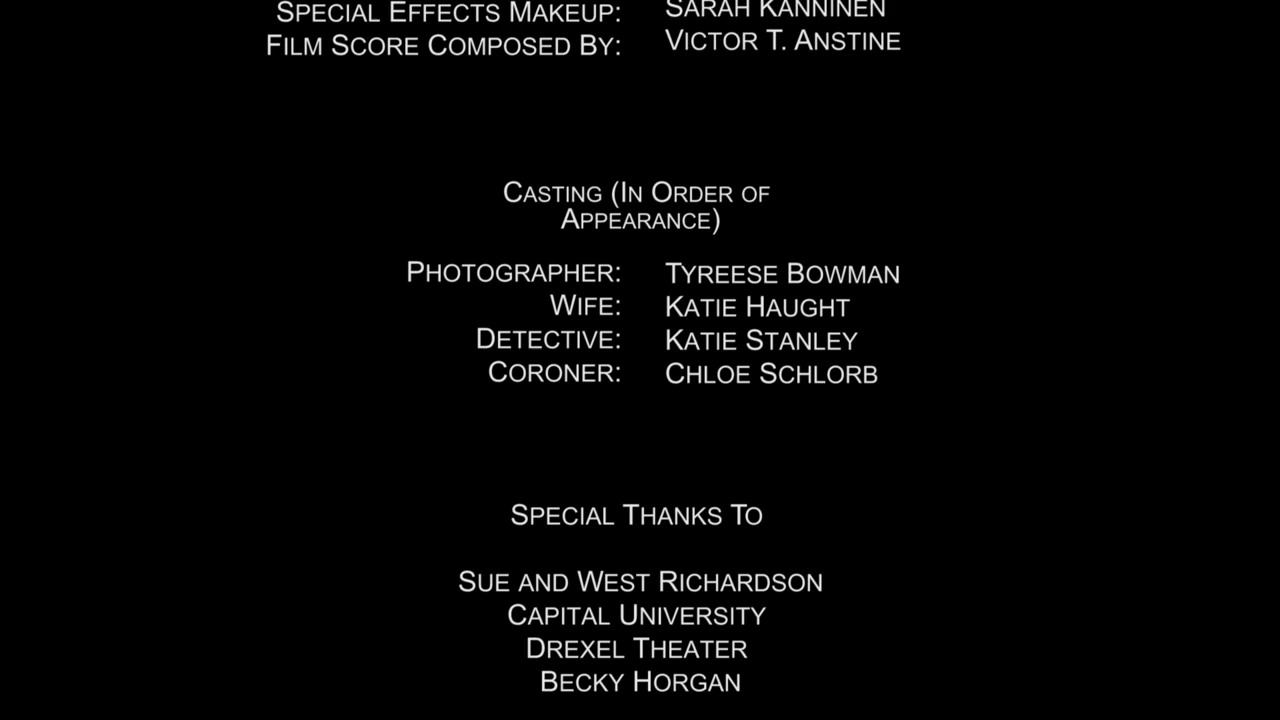 Special Effects Makeup: Sarah Kanninen
Film Score Composed By: Victor T. Anstine
Casting (In Order of
Appearance)
Photographer: Tyreese Bowman
Wife: Katie Haught
Detective: Katie Stanley
Coroner: Chloe Schlorb
Special Thanks To
Sue and West Richardson
Capital University
Drexel Theater
Becky Horgan